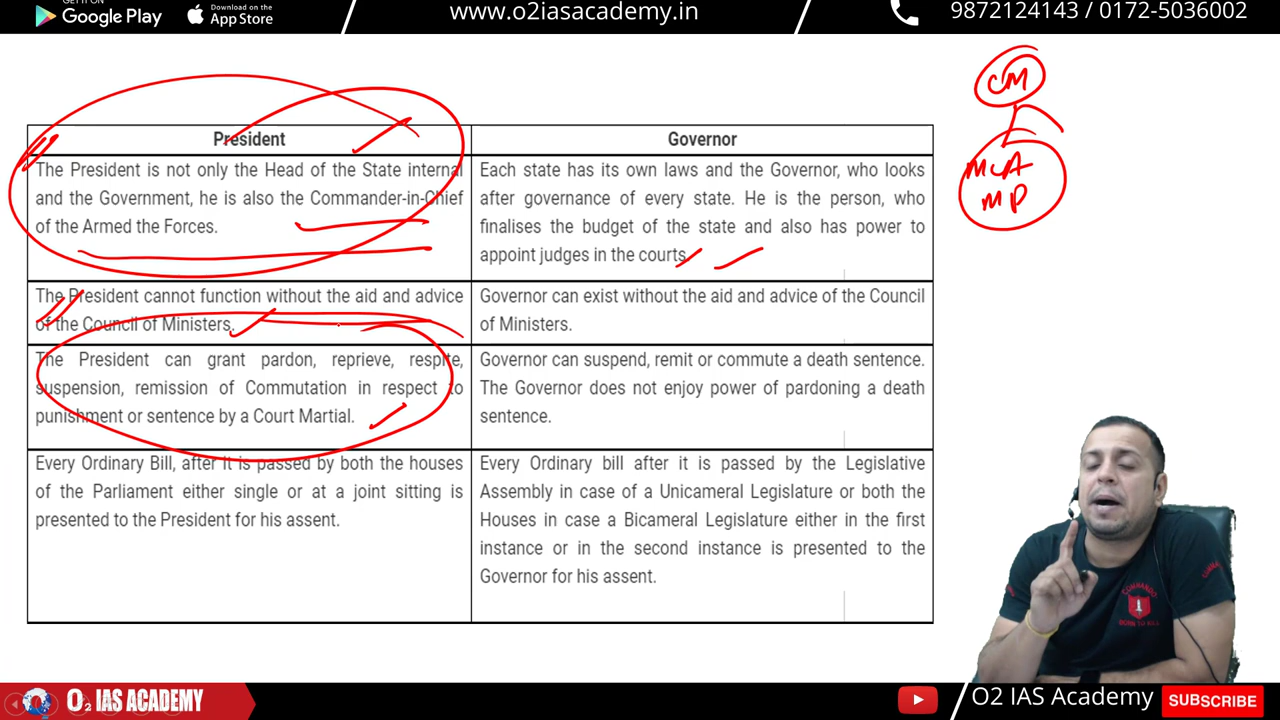 Download on the
Google Play
App Store
www.o2iasacademy.in
9872124143 / 0172-5036002
CM
MLA
MP
President
Governor
The President is not only the Head of the State internal
and the Government, he is also the Commander-in-Chief
of the Armed the Forces.
Each state has its own laws and the Governor, who looks
after governance of every state. He is the person, who
finalises the budget of the state and also has power to
appoint judges in the courts.
The President cannot function without the aid and advice
of the Council of Ministers.
Governor can exist without the aid and advice of the Council
of Ministers.
The President can grant pardon, reprieve, respite,
suspension, remission of Commutation in respect to
punishment or sentence by a Court Martial.
Governor can suspend, remit or commute a death sentence.
The Governor does not enjoy power of pardoning a death
sentence.
Every Ordinary Bill, after it is passed by both the houses
of the Parliament either single or at a joint sitting is
presented to the President for his assent.
Every Ordinary bill after it is passed by the Legislative
Assembly in case of a Unicameral Legislature or both the
Houses in case a Bicameral Legislature either in the first
instance or in the second instance is presented to the
Governor for his assent.
COMMANDO
O2 IAS ACADEMY
O2 IAS Academy
SUBSCRIBE